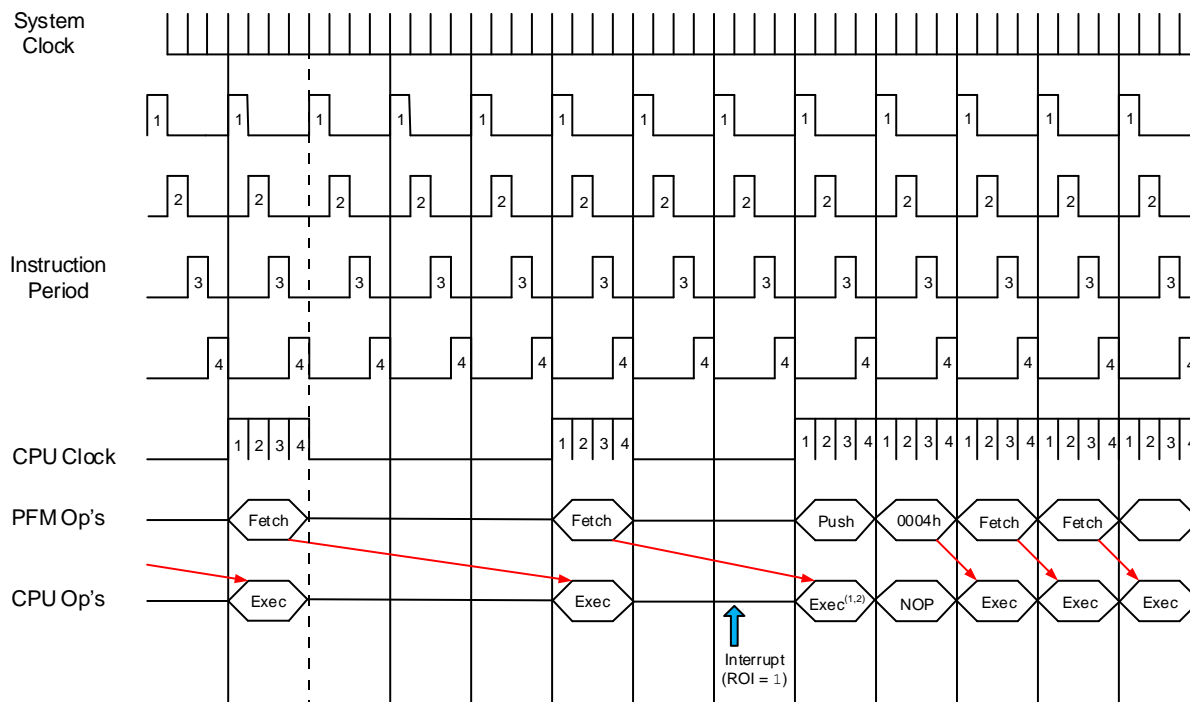 System
Clock
1 1 1 1 1 1 1 1 1 1 1 1 1
2 2 2 2 2 2 2 2 2 2 2 2 2
Instruction
Period
3 3 3 3 3 3 3 3 3 3 3 3 3
4 4 4 4 4 4 4 4 4 4 4 4 4
CPU Clock
1 2 3 4 1 2 3 4 1 2 3 4 1 2 3 4 1 2 3 4 1 2 3 4 1 2 3 4
PFM Op's
Fetch Fetch Push 0004h Fetch Fetch
CPU Op's
Exec Exec Exec(1,2) NOP Exec Exec Exec
Interrupt
(ROI = 1)